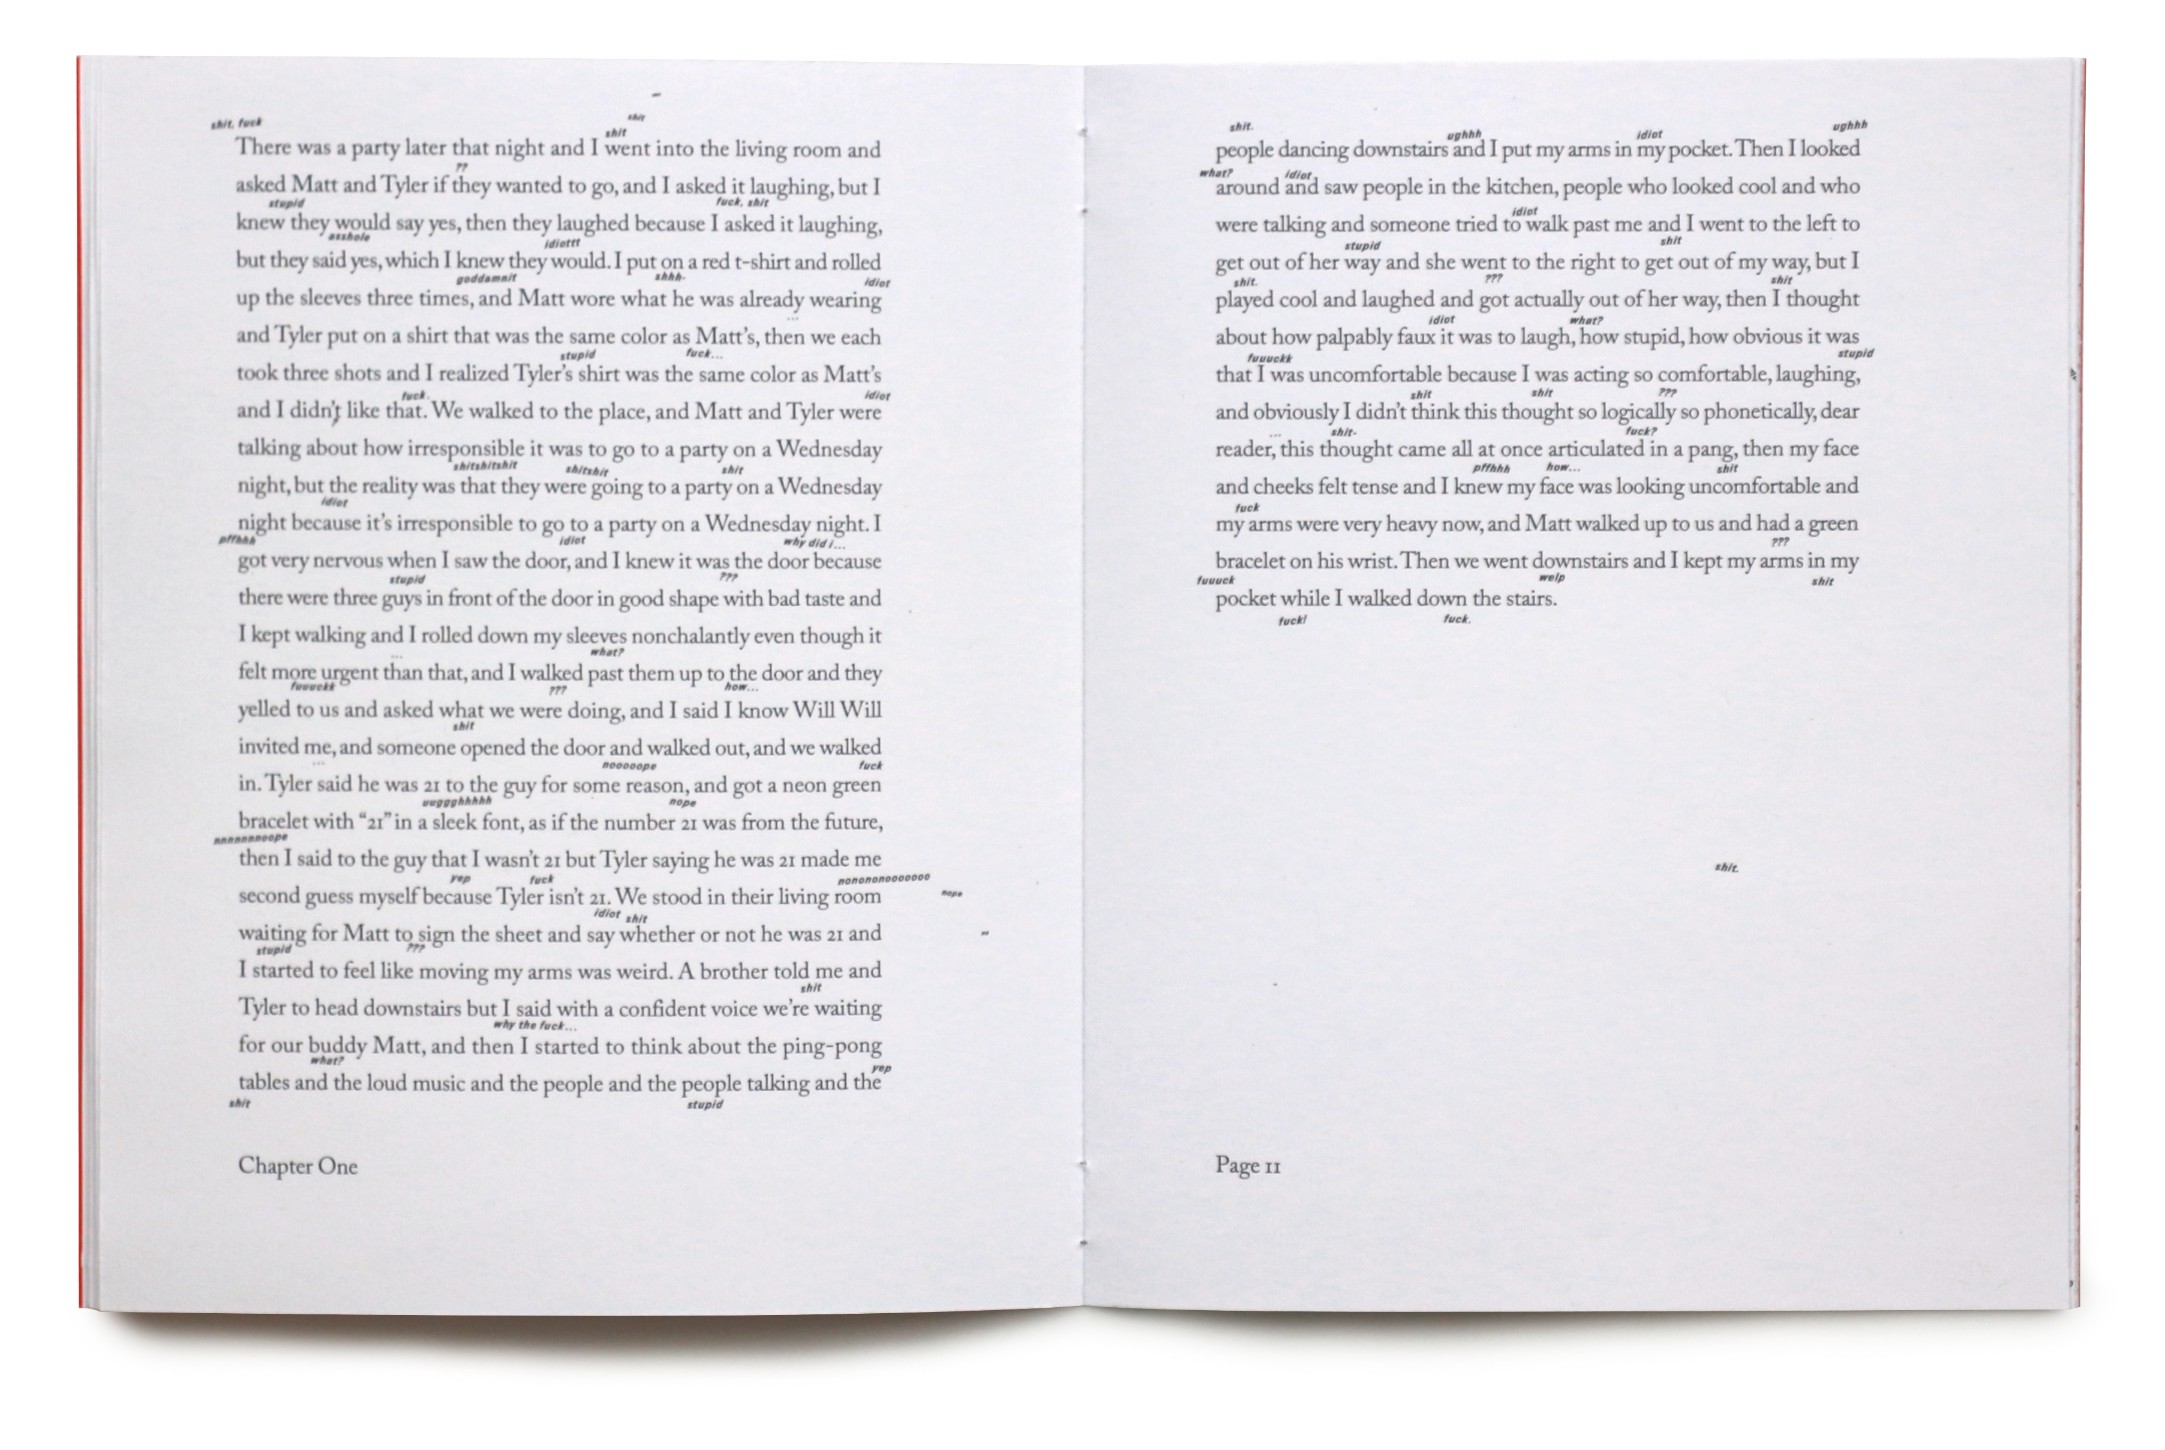 shit. fuck
shit
shit
There was a party later that night and I went into the living room and
??
asked Matt and Tyler if they wanted to go, and I asked it laughing, but I
stupid fuck, shit
knew they would say yes, then they laughed because I asked it laughing,
asshole idiottt
but they said yes, which I knew they would. I put on a red t-shirt and rolled
goddamnit shhh- idiot
up the sleeves three times, and Matt wore what he was already wearing
...
and Tyler put on a shirt that was the same color as Matt's, then we each
stupid fuck...
took three shots and I realized Tyler's shirt was the same color as Matt's
fuck. idiot
and I didn't like that. We walked to the place, and Matt and Tyler were
talking about how irresponsible it was to go to a party on a Wednesday
shitshitshit shitshit shit
night, but the reality was that they were going to a party on a Wednesday
idiot
night because it's irresponsible to go to a party on a Wednesday night. I
pffhhh idiot why did i...
got very nervous when I saw the door, and I knew it was the door because
stupid ???
there were three guys in front of the door in good shape with bad taste and
I kept walking and I rolled down my sleeves nonchalantly even though it
... what?
felt more urgent than that, and I walked past them up to the door and they
fuuuckk ??? how...
yelled to us and asked what we were doing, and I said I know Will Will
shit
invited me, and someone opened the door and walked out, and we walked
... nooooope fuck
in. Tyler said he was 21 to the guy for some reason, and got a neon green
uuggghhhhh nope
bracelet with “21” in a sleek font, as if the number 21 was from the future,
nnnnnnnnoope
then I said to the guy that I wasn't 21 but Tyler saying he was 21 made me
yep fuck nonononooooooo
second guess myself because Tyler isn't 21. We stood in their living room
nope
idiot shit
waiting for Matt to sign the sheet and say whether or not he was 21 and
stupid ???
I started to feel like moving my arms was weird. A brother told me and
shit
Tyler to head downstairs but I said with a confident voice we're waiting
why the fuck...
for our buddy Matt, and then I started to think about the ping-pong
what? yep
tables and the loud music and the people and the people talking and the
shit stupid
Chapter One
shit. ughhh idiot ughhh
people dancing downstairs and I put my arms in my pocket. Then I looked
what? idiot
around and saw people in the kitchen, people who looked cool and who
idiot
were talking and someone tried to walk past me and I went to the left to
stupid shit
get out of her way and she went to the right to get out of my way, but I
shit. ??? shit
played cool and laughed and got actually out of her way, then I thought
idiot what?
about how palpably faux it was to laugh, how stupid, how obvious it was
fuuuckk stupid
that I was uncomfortable because I was acting so comfortable, laughing,
shit shit ???
and obviously I didn't think this thought so logically so phonetically, dear
... shit- fuck?
reader, this thought came all at once articulated in a pang, then my face
pffhhh how... shit
and cheeks felt tense and I knew my face was looking uncomfortable and
fuck
my arms were very heavy now, and Matt walked up to us and had a green
???
bracelet on his wrist. Then we went downstairs and I kept my arms in my
fuuuck welp shit
pocket while I walked down the stairs.
fuck! fuck.
shit.
Page 11